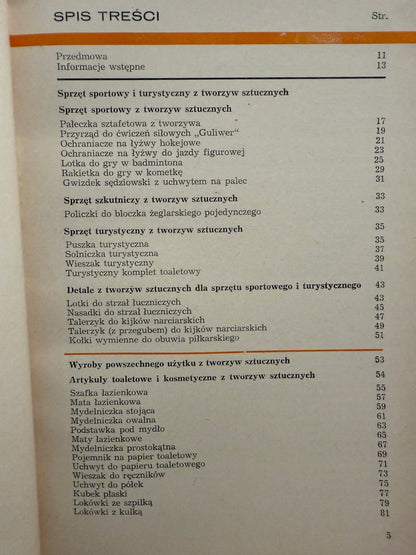 SPIS TREŚCI Str.
Przedmowa 11
Informacje wstępne 13
Sprzęt sportowy i turystyczny z tworzyw sztucznych
Sprzęt sportowy z tworzyw sztucznych
Pałeczka sztafetowa z tworzywa 17
Przyrząd do ćwiczeń siłowych „Guliwer" 19
Ochraniacze na łyżwy hokejowe 21
Ochraniacze na łyżwy do jazdy figurowej 23
Lotka do gry w badmintona 25
Rakietka do gry w kometkę 29
Gwizdek sędziowski z uchwytem na palec 31
Sprzęt szkutniczy z tworzyw sztucznych 33
Policzki do bloczka żeglarskiego pojedynczego 33
Sprzęt turystyczny z tworzyw sztucznych 35
Puszka turystyczna 35
Solniczka turystyczna 37
Wieszak turystyczny 39
Turystyczny komplet toaletowy 41
Detale z tworzyw sztucznych dla sprzętu sportowego i turystycznego 43
Lotki do strzał łuczniczych 43
Nasadki do strzał łuczniczych 45
Talerzyk do kijków narciarskich 47
Talerzyk (z przegubem) do kijków narciarskich 49
Kołki wymienne do obuwia piłkarskiego 51
Wyroby powszechnego użytku z tworzyw sztucznych 53
Artykuły toaletowe i kosmetyczne z tworzyw sztucznych 54
Szafka łazienkowa 55
Mata łazienkowa 57
Mydelniczka stojąca 59
Mydelniczka owalna 61
Podstawka pod mydło 63
Maty łazienkowe 65
Mydelniczka prostokątna 67
Pojemnik na papier toaletowy 69
Uchwyt do papieru toaletowego 71
Wieszak do ręczników 73
Uchwyt do półek 75
Kubek płaski 77
Lokówki ze szpilką 79
Lokówki z kulką 81
5